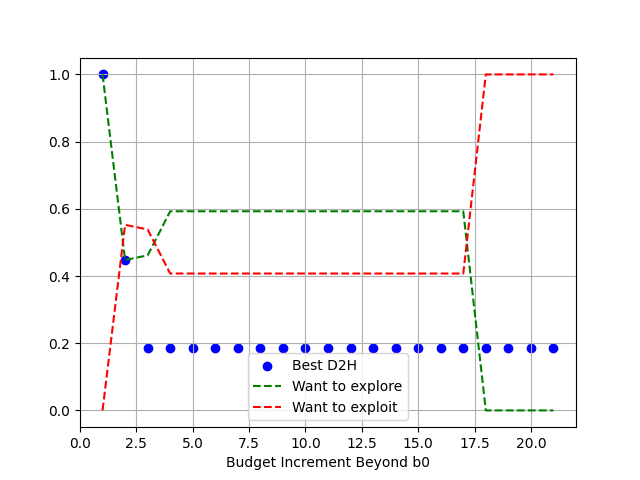 1.0
0.8
0.6
0.4
0.2
0.0
Best D2H
Want to explore
Want to exploit
0.0 2.5 5.0 7.5 10.0 12.5 15.0 17.5 20.0
Budget Increment Beyond b0